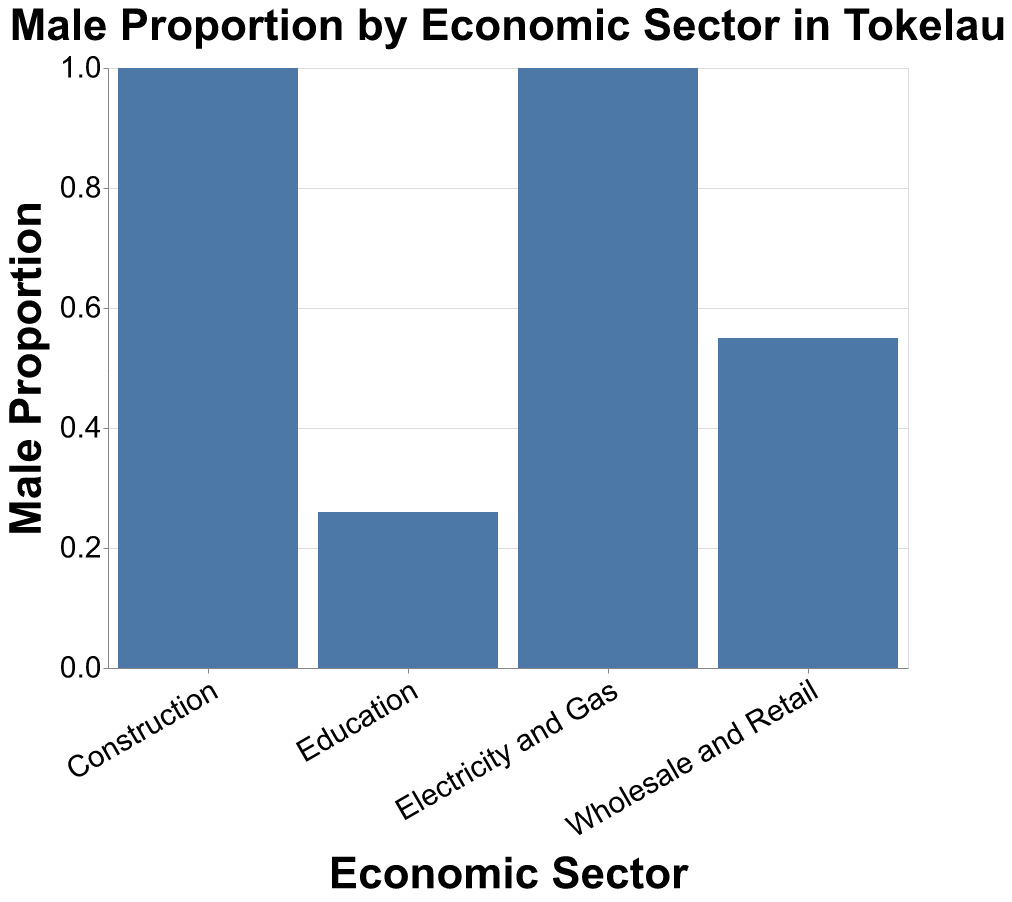 Male Proportion by Economic Sector in Tokelau
Male Proportion
1.0
0.8
0.6
0.4
0.2
0.0
Construction
Education
Electricity and Gas
Wholesale and Retail
Economic Sector